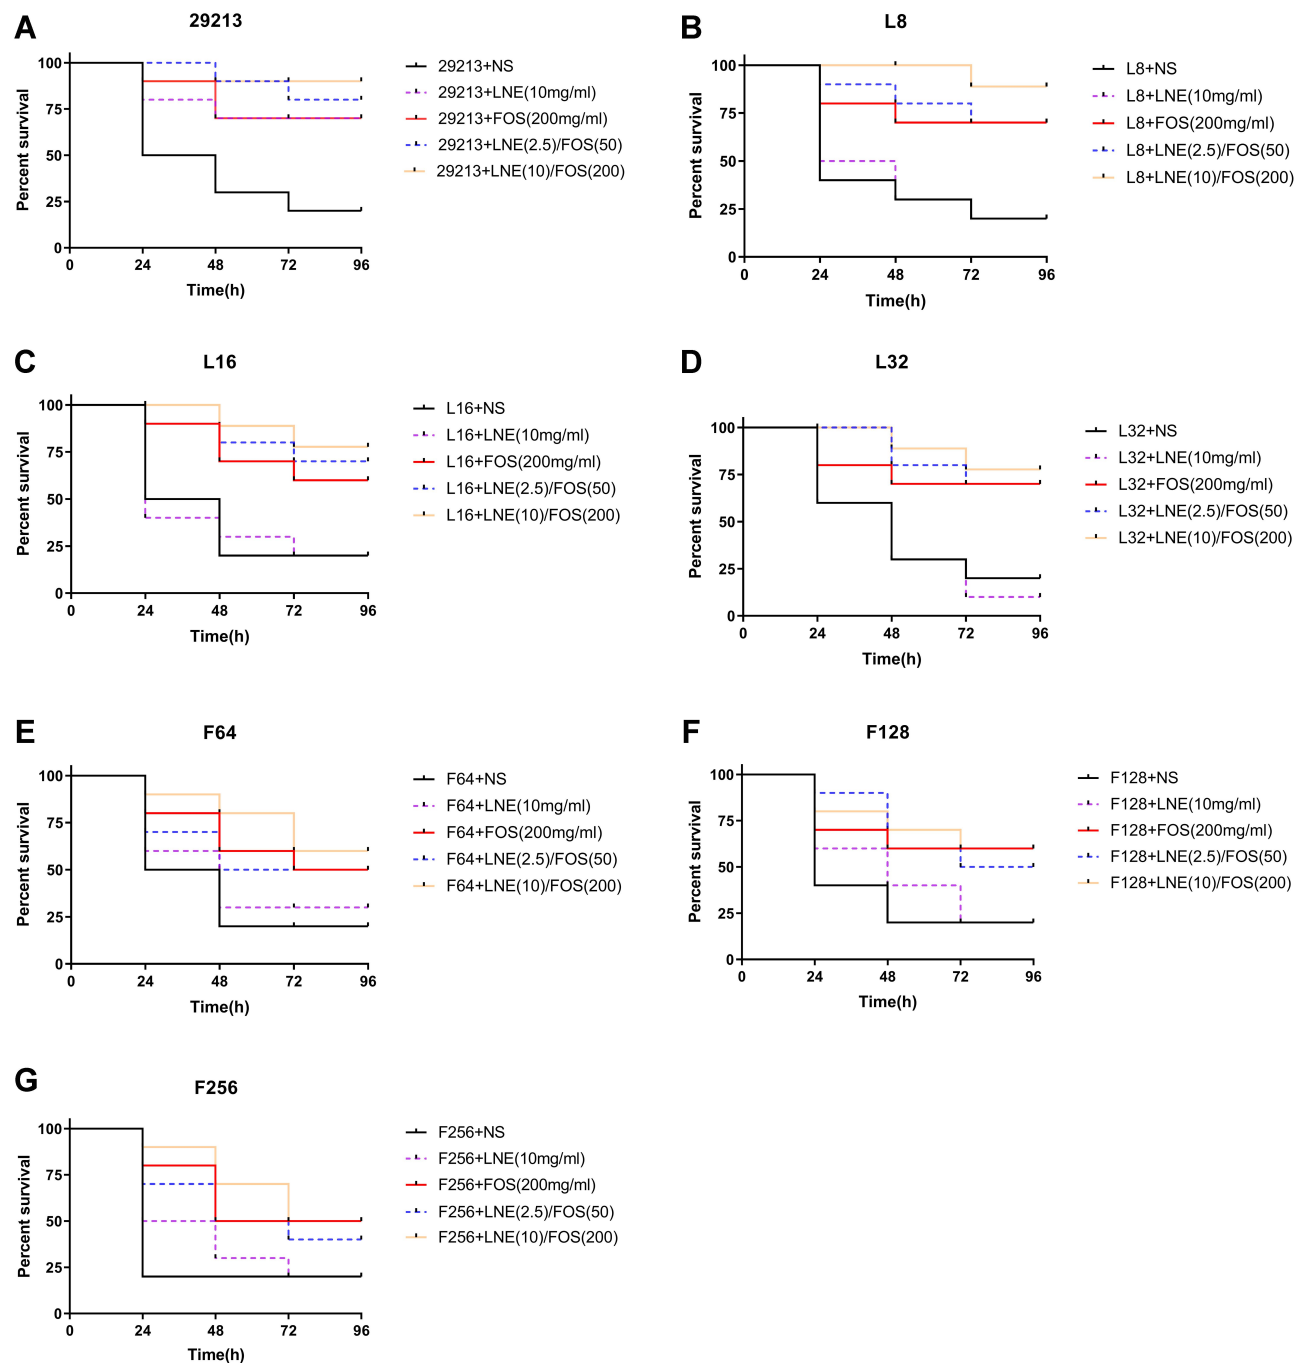 A
29213
100
75
50
25
0
0 24 48 72 96
Percent survival
Time(h)
29213+NS
29213+LNE(10mg/ml)
29213+FOS(200mg/ml)
29213+LNE(2.5)/FOS(50)
29213+LNE(10)/FOS(200)
B
L8
100
75
50
25
0
0 24 48 72 96
Percent survival
Time(h)
L8+NS
L8+LNE(10mg/ml)
L8+FOS(200mg/ml)
L8+LNE(2.5)/FOS(50)
L8+LNE(10)/FOS(200)
C
L16
100
75
50
25
0
0 24 48 72 96
Percent survival
Time(h)
L16+NS
L16+LNE(10mg/ml)
L16+FOS(200mg/ml)
L16+LNE(2.5)/FOS(50)
L16+LNE(10)/FOS(200)
D
L32
100
75
50
25
0
0 24 48 72 96
Percent survival
Time(h)
L32+NS
L32+LNE(10mg/ml)
L32+FOS(200mg/ml)
L32+LNE(2.5)/FOS(50)
L32+LNE(10)/FOS(200)
E
F64
100
75
50
25
0
0 24 48 72 96
Percent survival
Time(h)
F64+NS
F64+LNE(10mg/ml)
F64+FOS(200mg/ml)
F64+LNE(2.5)/FOS(50)
F64+LNE(10)/FOS(200)
F
F128
100
75
50
25
0
0 24 48 72 96
Percent survival
Time(h)
F128+NS
F128+LNE(10mg/ml)
F128+FOS(200mg/ml)
F128+LNE(2.5)/FOS(50)
F128+LNE(10)/FOS(200)
G
F256
100
75
50
25
0
0 24 48 72 96
Percent survival
Time(h)
F256+NS
F256+LNE(10mg/ml)
F256+FOS(200mg/ml)
F256+LNE(2.5)/FOS(50)
F256+LNE(10)/FOS(200)